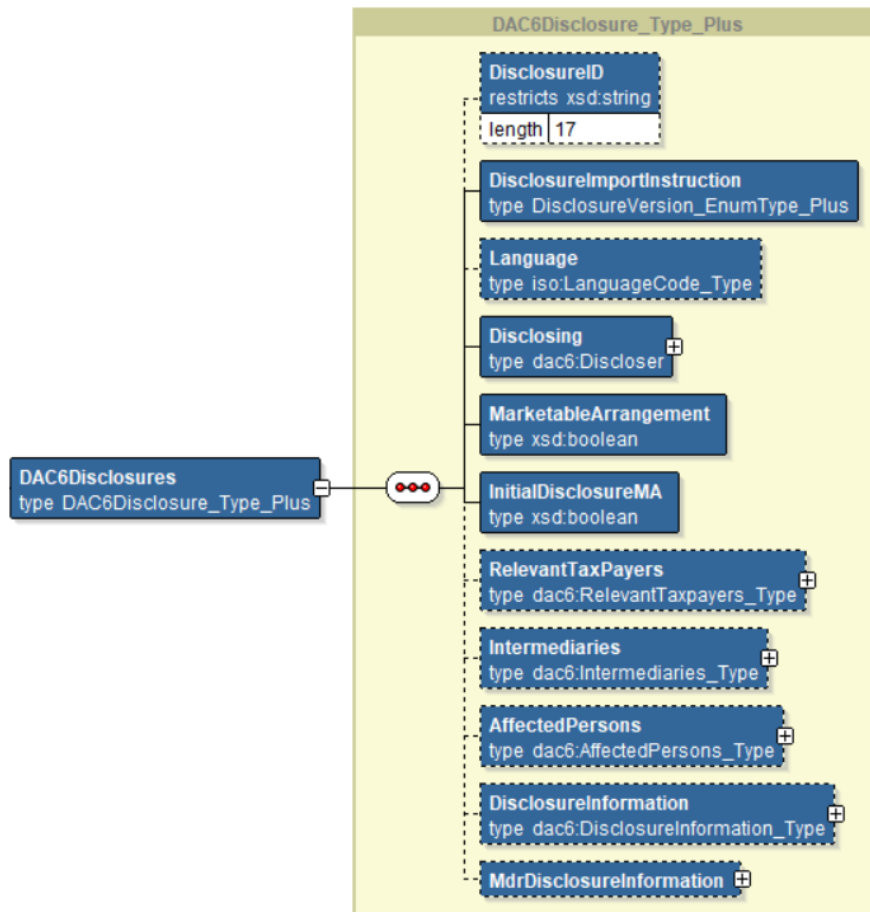 DAC6Disclosure_Type_Plus
DisclosureID
restricts xsd:string
length 17
DisclosureImportInstruction
type DisclosureVersion_EnumType_Plus
Language
type iso:LanguageCode_Type
Disclosing
type dac6:Discloser
MarketableArrangement
type xsd:boolean
DAC6Disclosures
type DAC6Disclosure_Type_Plus
InitialDisclosureMA
type xsd:boolean
RelevantTaxPayers
type dac6:RelevantTaxpayers_Type
Intermediaries
type dac6:Intermediaries_Type
AffectedPersons
type dac6:AffectedPersons_Type
DisclosureInformation
type dac6:DisclosureInformation_Type
MdrDisclosureInformation